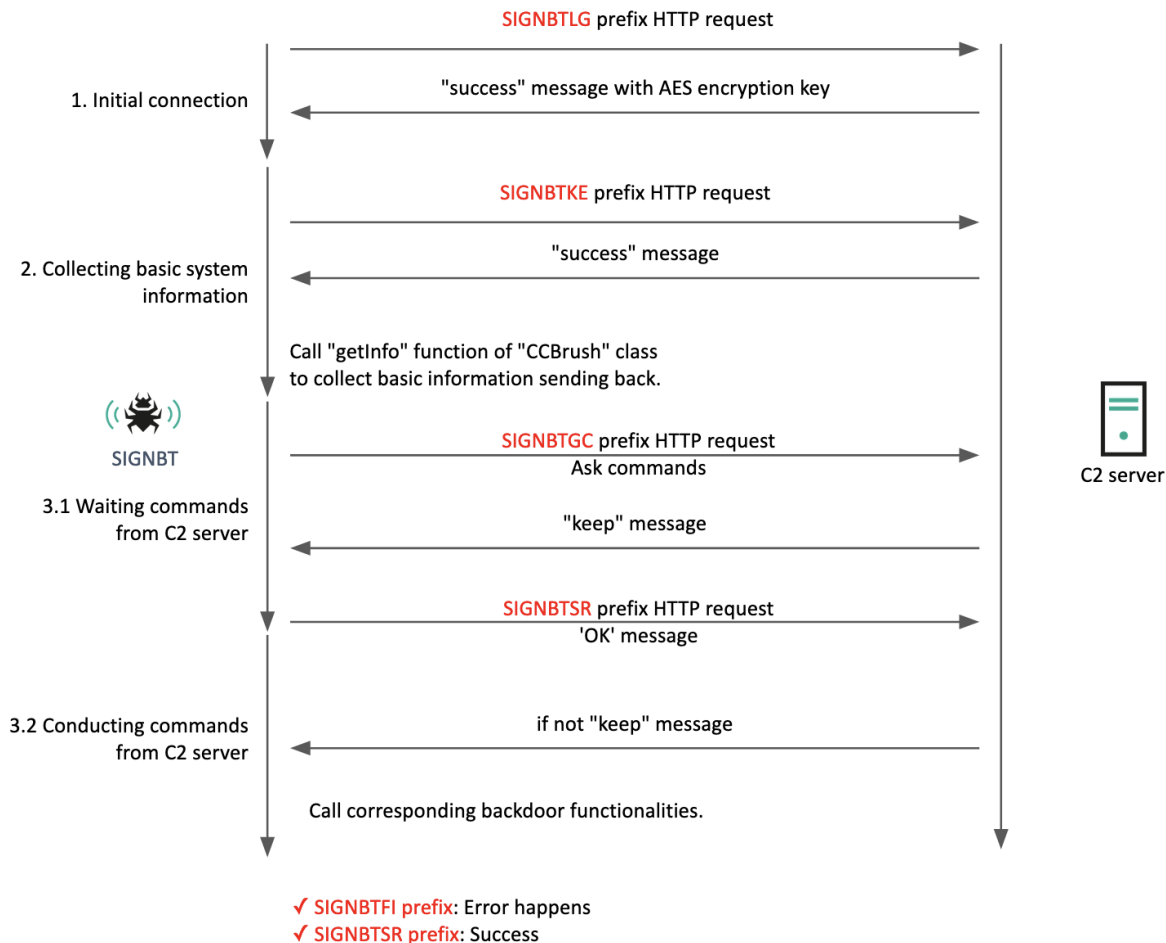 SIGNBTLG prefix HTTP request
"success" message with AES encryption key
1. Initial connection
SIGNBTKE prefix HTTP request
"success" message
2. Collecting basic system
information
Call "getInfo" function of "CCBrush" class
to collect basic information sending back.
SIGNBT
SIGNBTGC prefix HTTP request
Ask commands
C2 server
3.1 Waiting commands
from C2 server
"keep" message
SIGNBTSR prefix HTTP request
'OK' message
3.2 Conducting commands
from C2 server
if not "keep" message
Call corresponding backdoor functionalities.
✓ SIGNBTFI prefix: Error happens
✓ SIGNBTSR prefix: Success